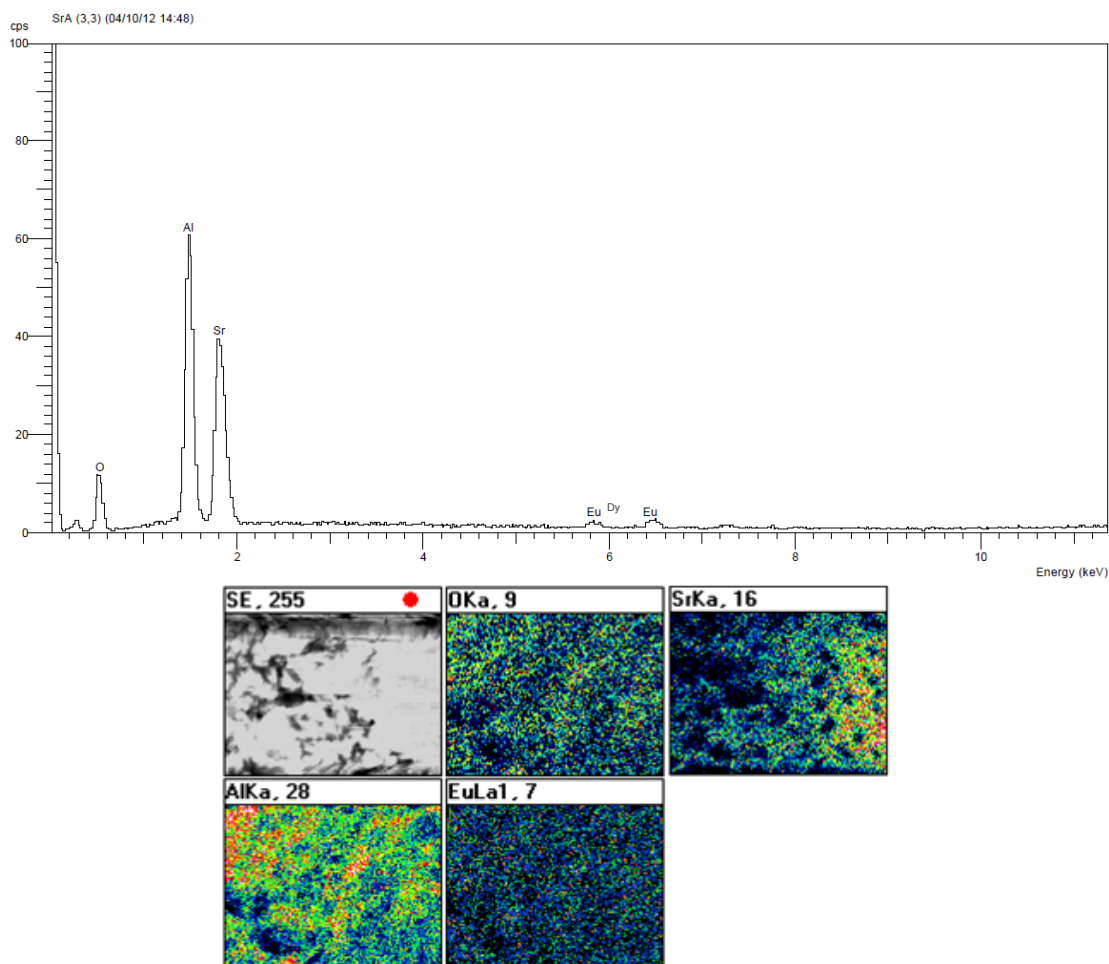 SrA (3,3) (04/10/12 14:48)
cps
100
80
60
40
20
0
Al
Sr
O
Eu Dy Eu
2 4 6 8 10
Energy (keV)
SE, 255 OKa, 9 SrKa, 16
AlKa, 28 EuLa1, 7